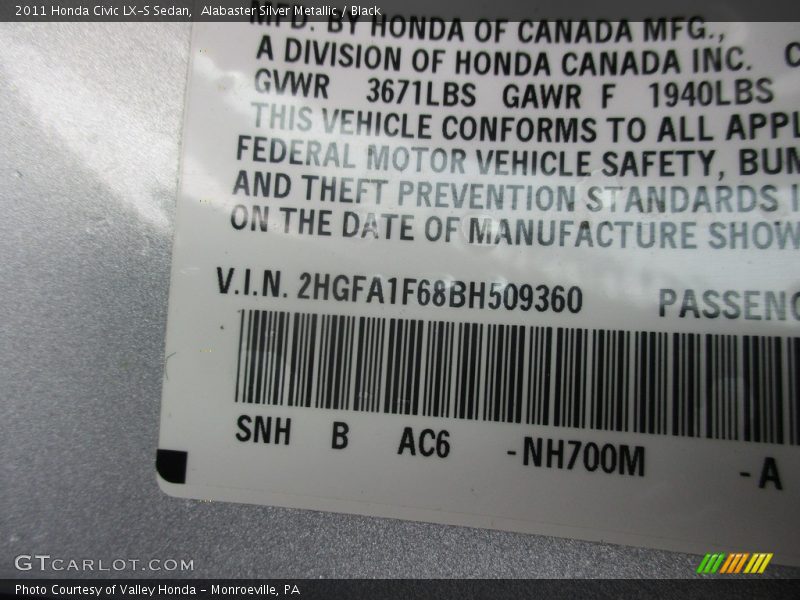 2011 Honda Civic LX-S Sedan,  Alabaster Silver Metallic / Black
MFD. BY HONDA OF CANADA MFG.,
A DIVISION OF HONDA CANADA INC. C
GVWR 3671LBS GAWR F 1940LBS
THIS VEHICLE CONFORMS TO ALL APPL
FEDERAL MOTOR VEHICLE SAFETY, BUM
AND THEFT PREVENTION STANDARDS I
ON THE DATE OF MANUFACTURE SHOW
V.I.N. 2HGFA1F68BH509360 PASSENG
SNH B AC6 -NH700M -A
GTCARLOT.COM
Photo Courtesy of Valley Honda - Monroeville, PA